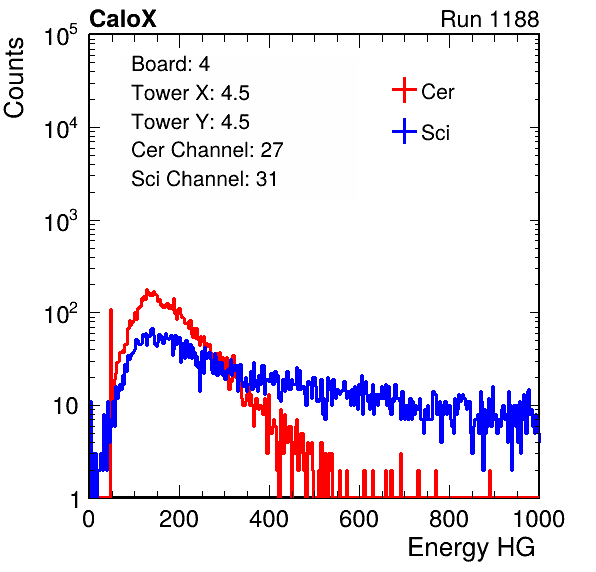 CaloX
Run 1188
Counts
10^5
10^4
10^3
10^2
10
1
Board: 4
Tower X: 4.5
Tower Y: 4.5
Cer Channel: 27
Sci Channel: 31
Cer
Sci
0 200 400 600 800 1000
Energy HG